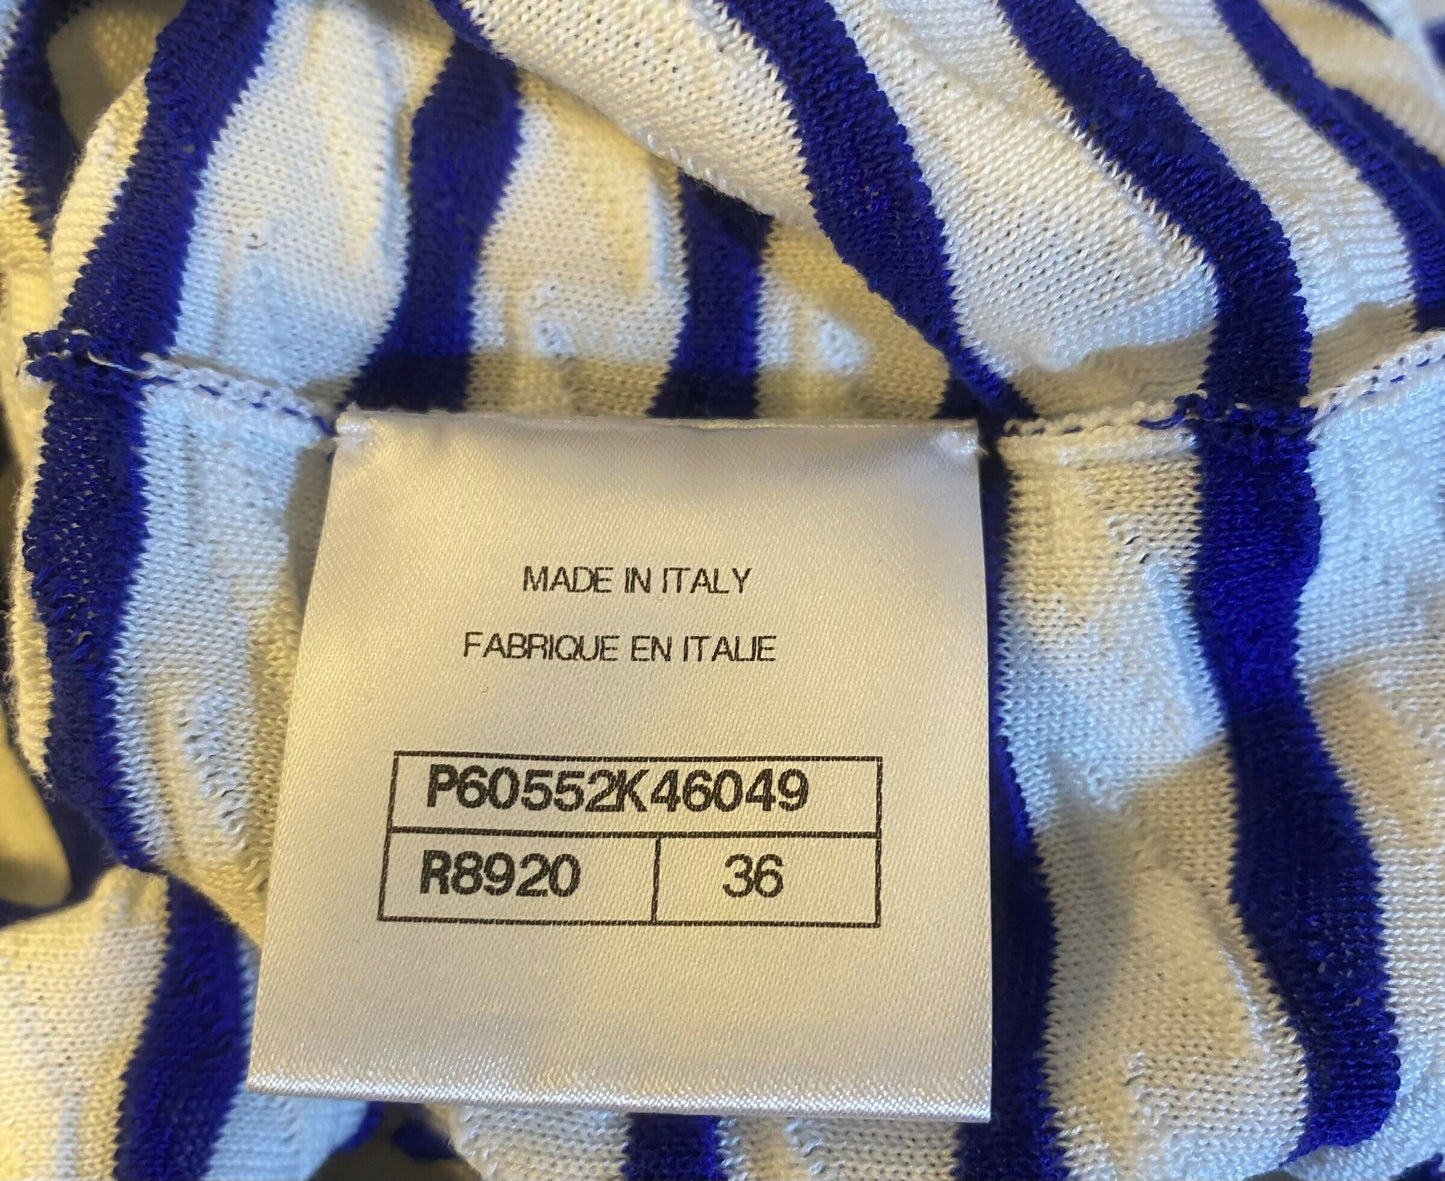 MADE IN ITALY
FABRIQUE EN ITALIE
P60552K46049
R8920 36